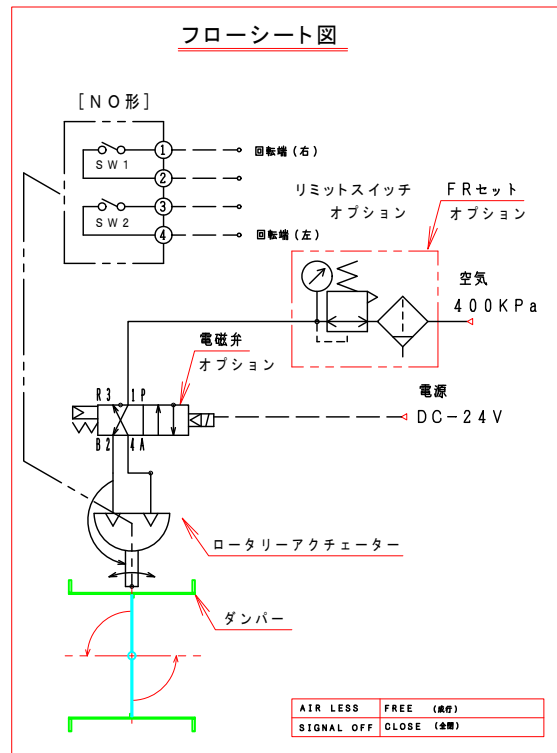 フローシート図
[NO形]
1
SW1
2
3
SW2
4
回転端(右)
回転端(左)
リミットスイッチ
オプション
FRセット
オプション
空気
400KPa
電磁弁
オプション
R3 1P
B2 4A
電源
DC-24V
ロータリーアクチェーター
ダンパー
AIR LESS FREE (成行)
SIGNAL OFF CLOSE (全閉)